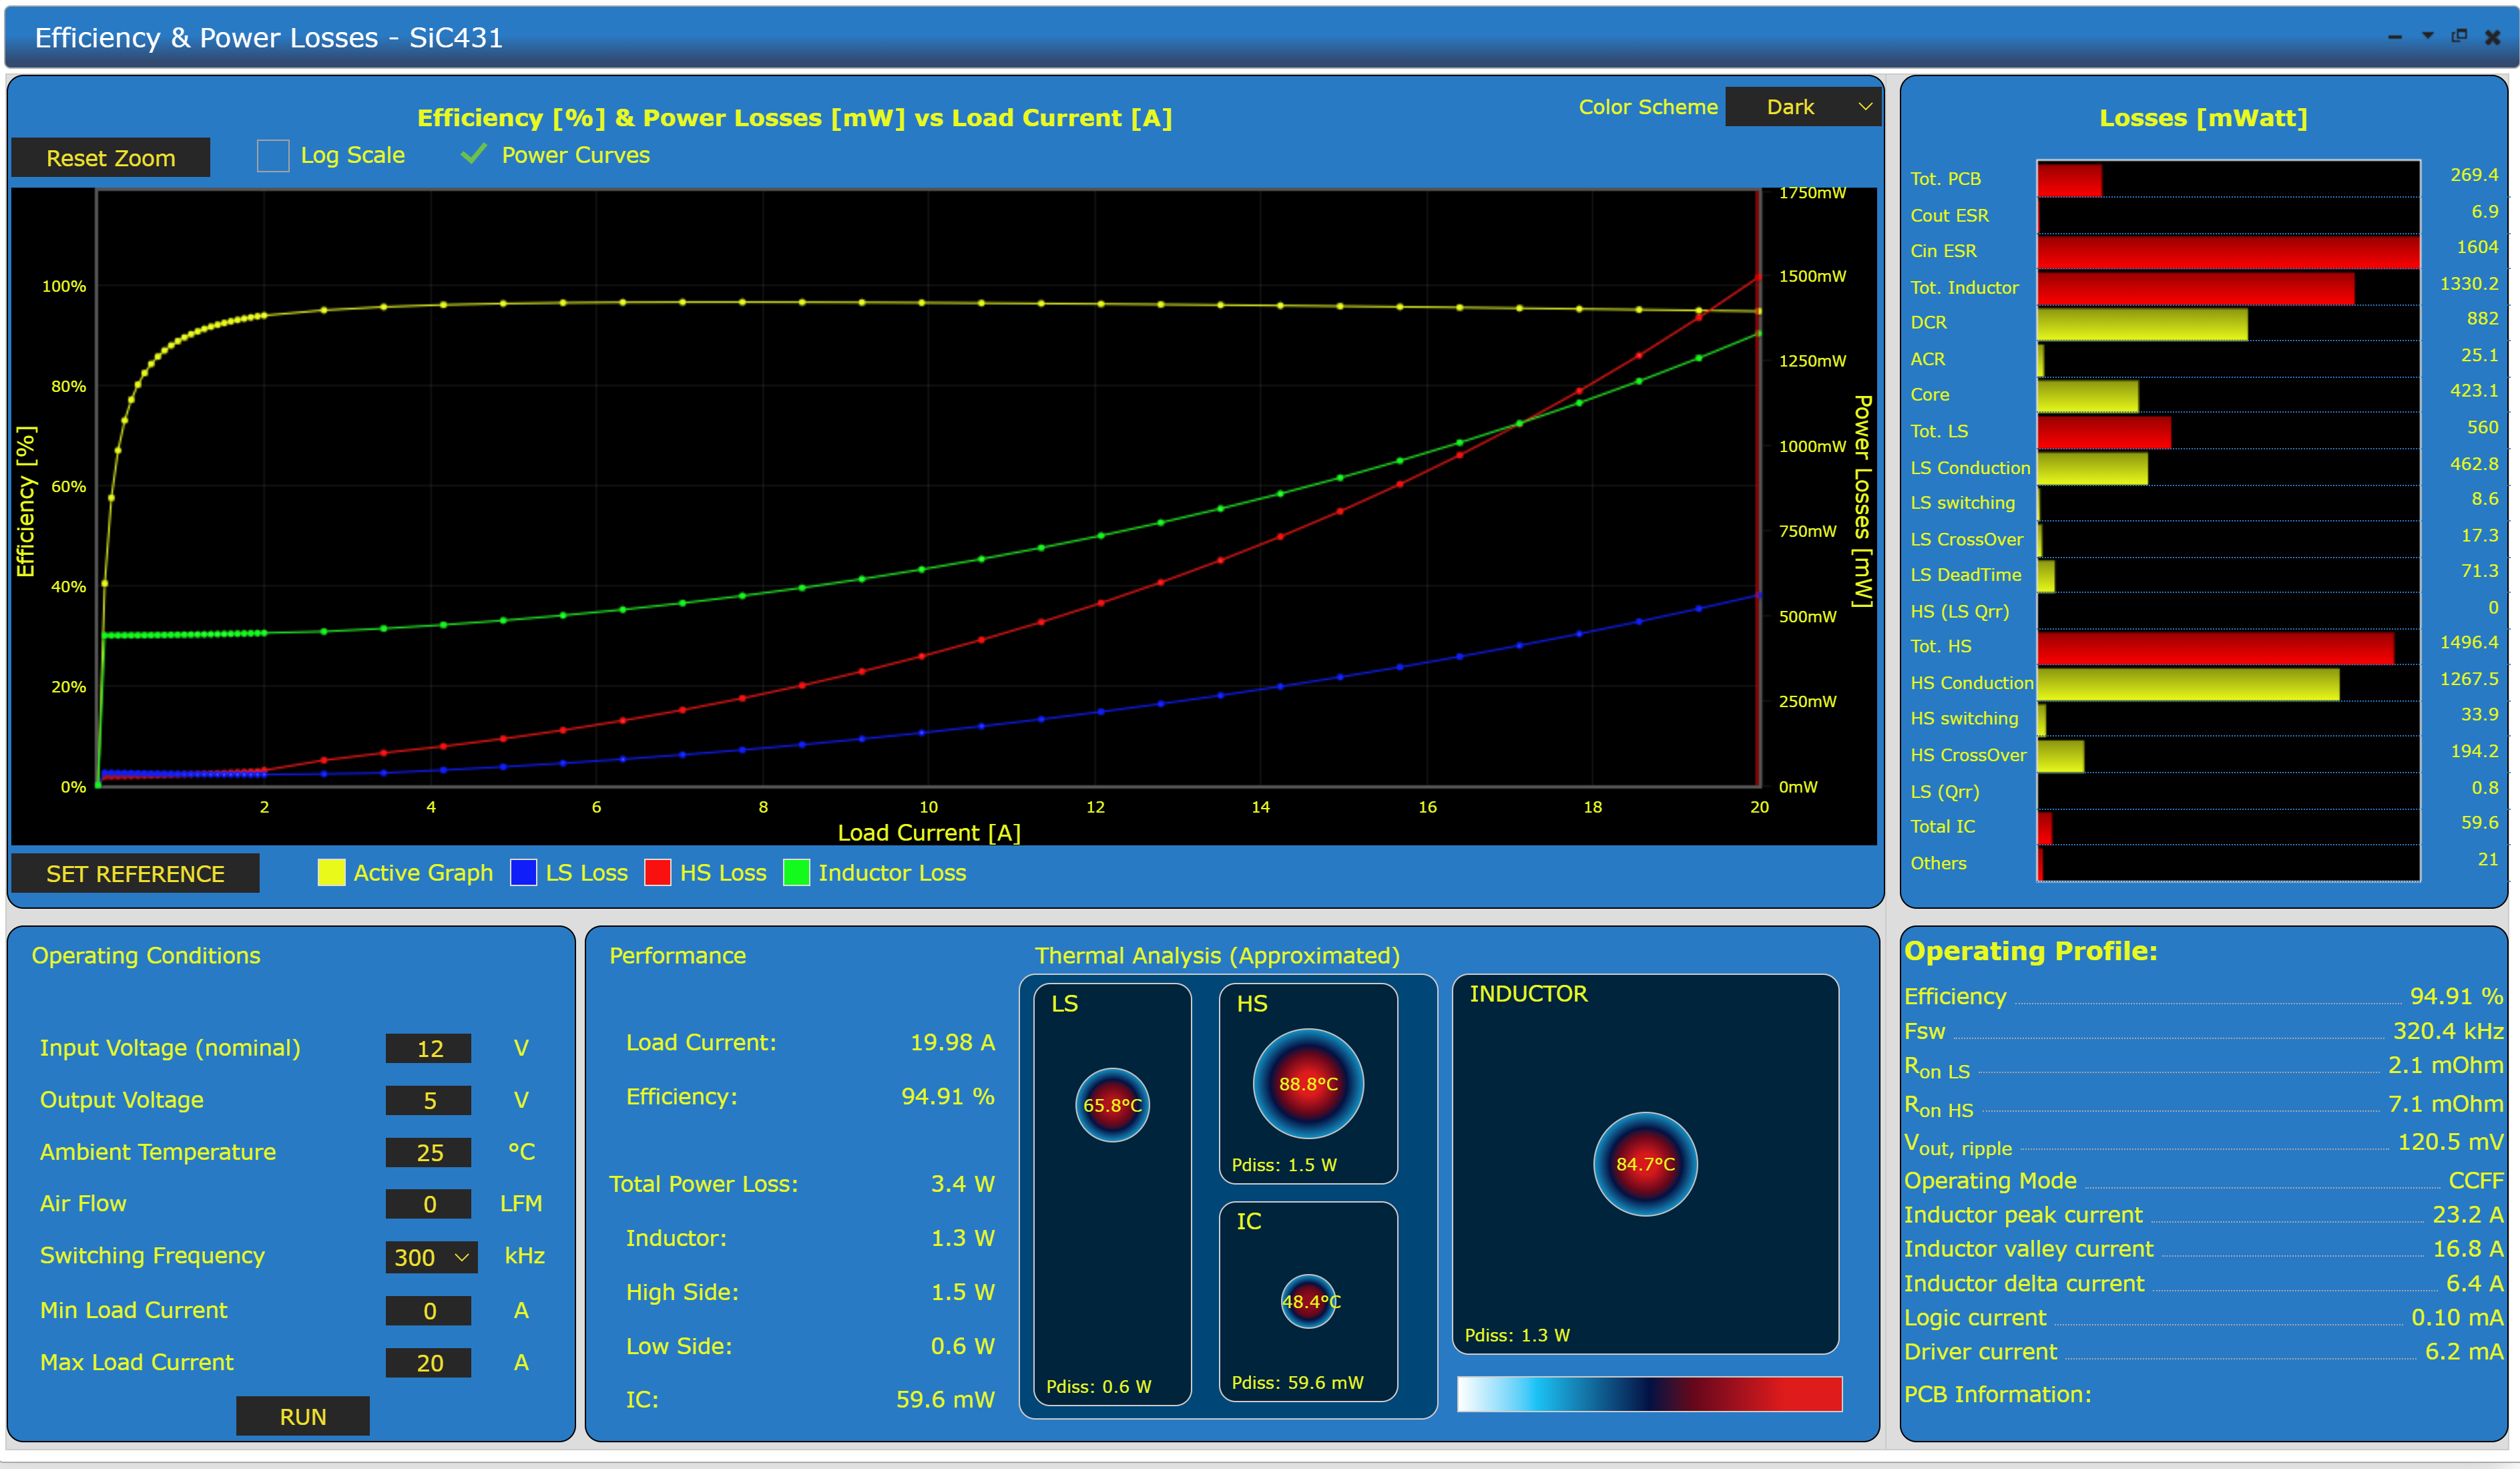 Efficiency & Power Losses - SiC431
Efficiency [%] & Power Losses [mW] vs Load Current [A]
Color Scheme Dark
Reset Zoom Log Scale Power Curves
Efficiency [%]
100%
80%
60%
40%
20%
0%
1750mW
1500mW
1250mW
1000mW
750mW
500mW
250mW
0mW
Power Losses [mW]
2 4 6 8 10 12 14 16 18 20
Load Current [A]
SET REFERENCE Active Graph LS Loss HS Loss Inductor Loss
Losses [mWatt]
Tot. PCB 269.4
Cout ESR 6.9
Cin ESR 1604
Tot. Inductor 1330.2
DCR 882
ACR 25.1
Core 423.1
Tot. LS 560
LS Conduction 462.8
LS switching 8.6
LS CrossOver 17.3
LS DeadTime 71.3
HS (LS Qrr) 0
Tot. HS 1496.4
HS Conduction 1267.5
HS switching 33.9
HS CrossOver 194.2
LS (Qrr) 0.8
Total IC 59.6
Others 21
Operating Conditions
Input Voltage (nominal) 12 V
Output Voltage 5 V
Ambient Temperature 25 °C
Air Flow 0 LFM
Switching Frequency 300 kHz
Min Load Current 0 A
Max Load Current 20 A
RUN
Performance
Load Current: 19.98 A
Efficiency: 94.91 %
Total Power Loss: 3.4 W
Inductor: 1.3 W
High Side: 1.5 W
Low Side: 0.6 W
IC: 59.6 mW
Thermal Analysis (Approximated)
LS
65.8°C
Pdiss: 0.6 W
HS
88.8°C
Pdiss: 1.5 W
IC
48.4°C
Pdiss: 59.6 mW
INDUCTOR
84.7°C
Pdiss: 1.3 W
Operating Profile:
Efficiency 94.91 %
Fsw 320.4 kHz
Ron LS 2.1 mOhm
Ron HS 7.1 mOhm
Vout, ripple 120.5 mV
Operating Mode CCFF
Inductor peak current 23.2 A
Inductor valley current 16.8 A
Inductor delta current 6.4 A
Logic current 0.10 mA
Driver current 6.2 mA
PCB Information: